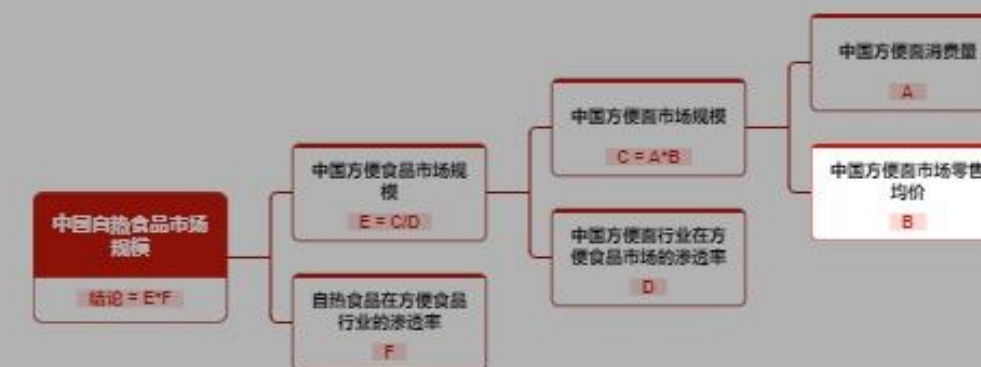 中国自热食品市场
规模
结论 = E*F
中国方便食品市场规
模
E = C/D
自热食品在方便食品
行业的渗透率
F
中国方便面市场规模
C = A*B
中国方便面行业在方
便食品市场的渗透率
D
中国方便面消费量
A
中国方便面市场零售
均价
B